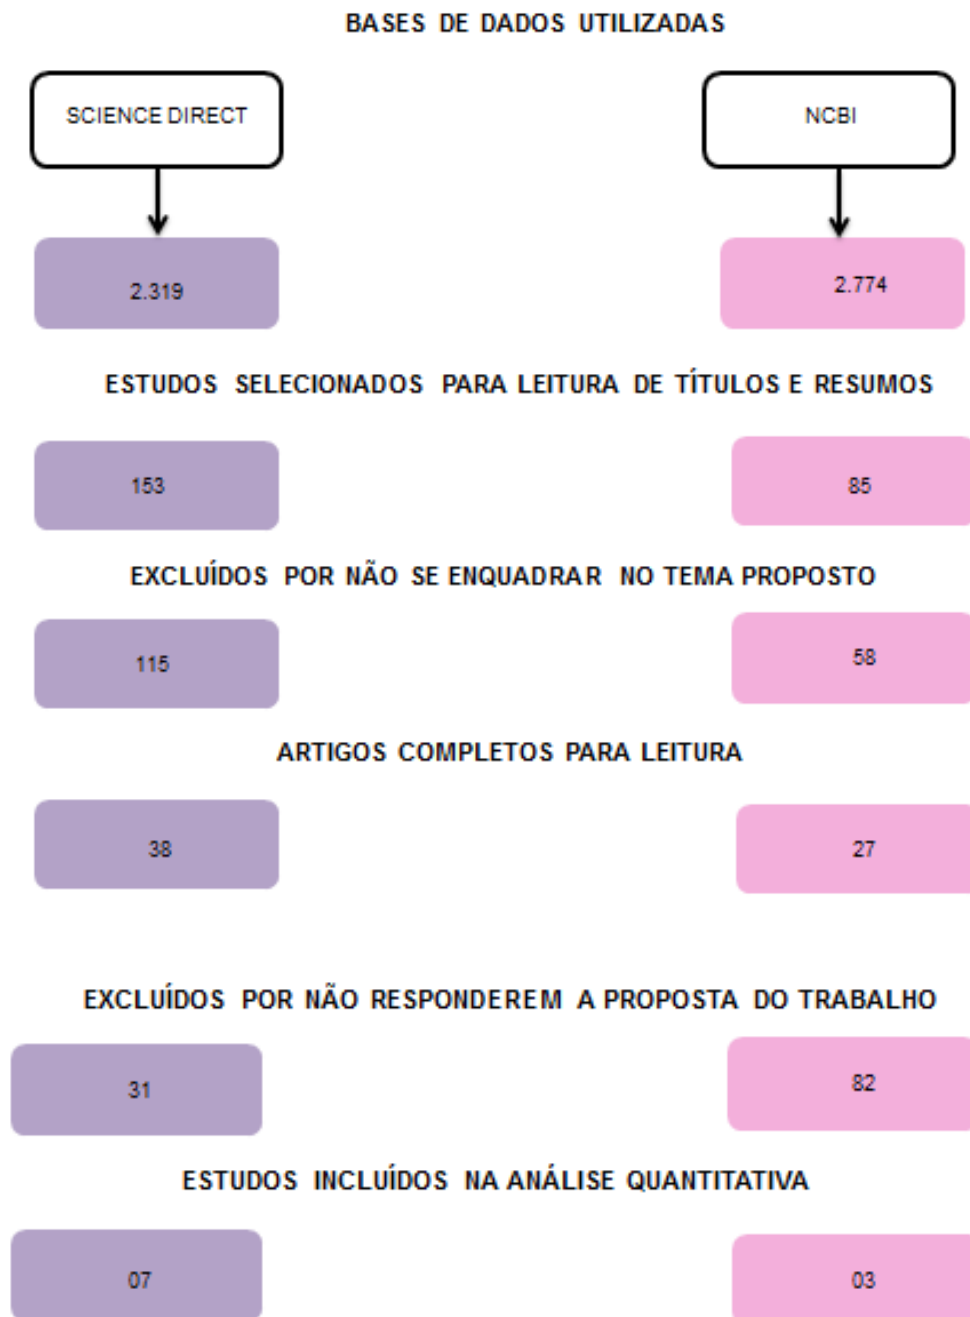 BASES DE DADOS UTILIZADAS
SCIENCE DIRECT
NCBI
2.319
2.774
ESTUDOS SELECIONADOS PARA LEITURA DE TÍTULOS E RESUMOS
153
85
EXCLUÍDOS POR NÃO SE ENQUADRAR NO TEMA PROPOSTO
115
58
ARTIGOS COMPLETOS PARA LEITURA
38
27
EXCLUÍDOS POR NÃO RESPONDEREM A PROPOSTA DO TRABALHO
31
82
ESTUDOS INCLUÍDOS NA ANÁLISE QUANTITATIVA
07
03